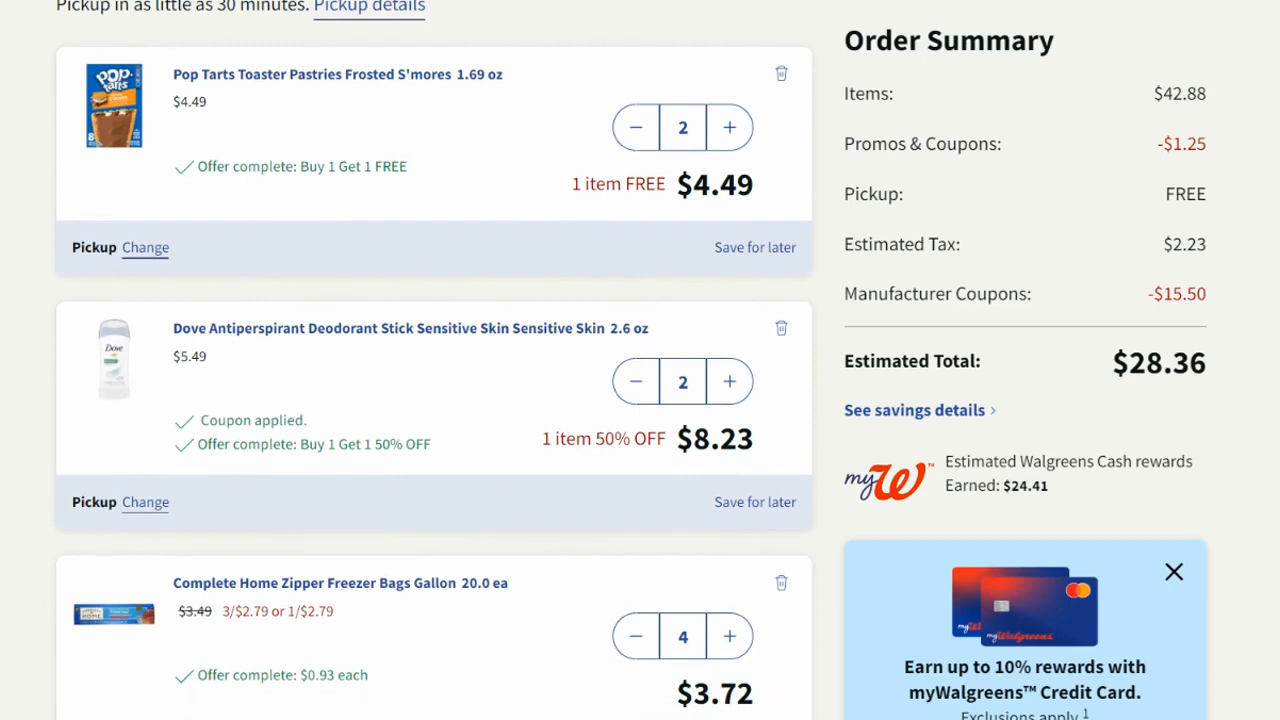 Pickup in as little as 30 minutes. Pickup details
Pop Tarts Toaster Pastries Frosted S'mores 1.69 oz
$4.49
− 2 +
Offer complete: Buy 1 Get 1 FREE
1 item FREE $4.49
Pickup Change
Save for later
Dove Antiperspirant Deodorant Stick Sensitive Skin Sensitive Skin 2.6 oz
$5.49
− 2 +
Coupon applied.
Offer complete: Buy 1 Get 1 50% OFF
1 item 50% OFF $8.23
Pickup Change
Save for later
Complete Home Zipper Freezer Bags Gallon 20.0 ea
$3.49 3/$2.79 or 1/$2.79
− 4 +
Offer complete: $0.93 each
$3.72
POP.
tarts
8
Dove
Order Summary
Items: $42.88
Promos & Coupons: -$1.25
Pickup: FREE
Estimated Tax: $2.23
Manufacturer Coupons: -$15.50
Estimated Total: $28.36
See savings details >
myW™
Estimated Walgreens Cash rewards
Earned: $24.41
myWalgreens
Earn up to 10% rewards with
myWalgreens™ Credit Card.
Exclusions apply.1